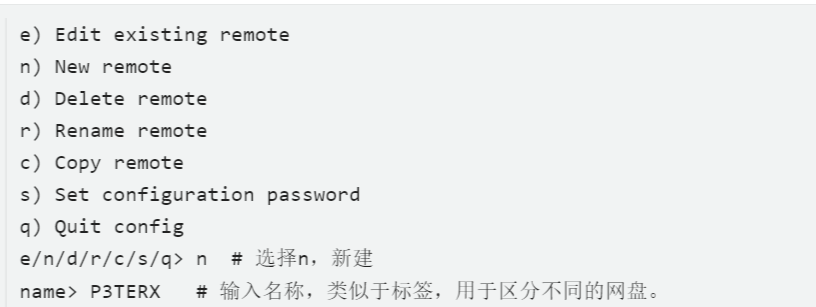 e) Edit existing remote
n) New remote
d) Delete remote
r) Rename remote
c) Copy remote
s) Set configuration password
q) Quit config
e/n/d/r/c/s/q> n  # 选择n，新建
name> P3TERX   # 输入名称，类似于标签，用于区分不同的网盘。